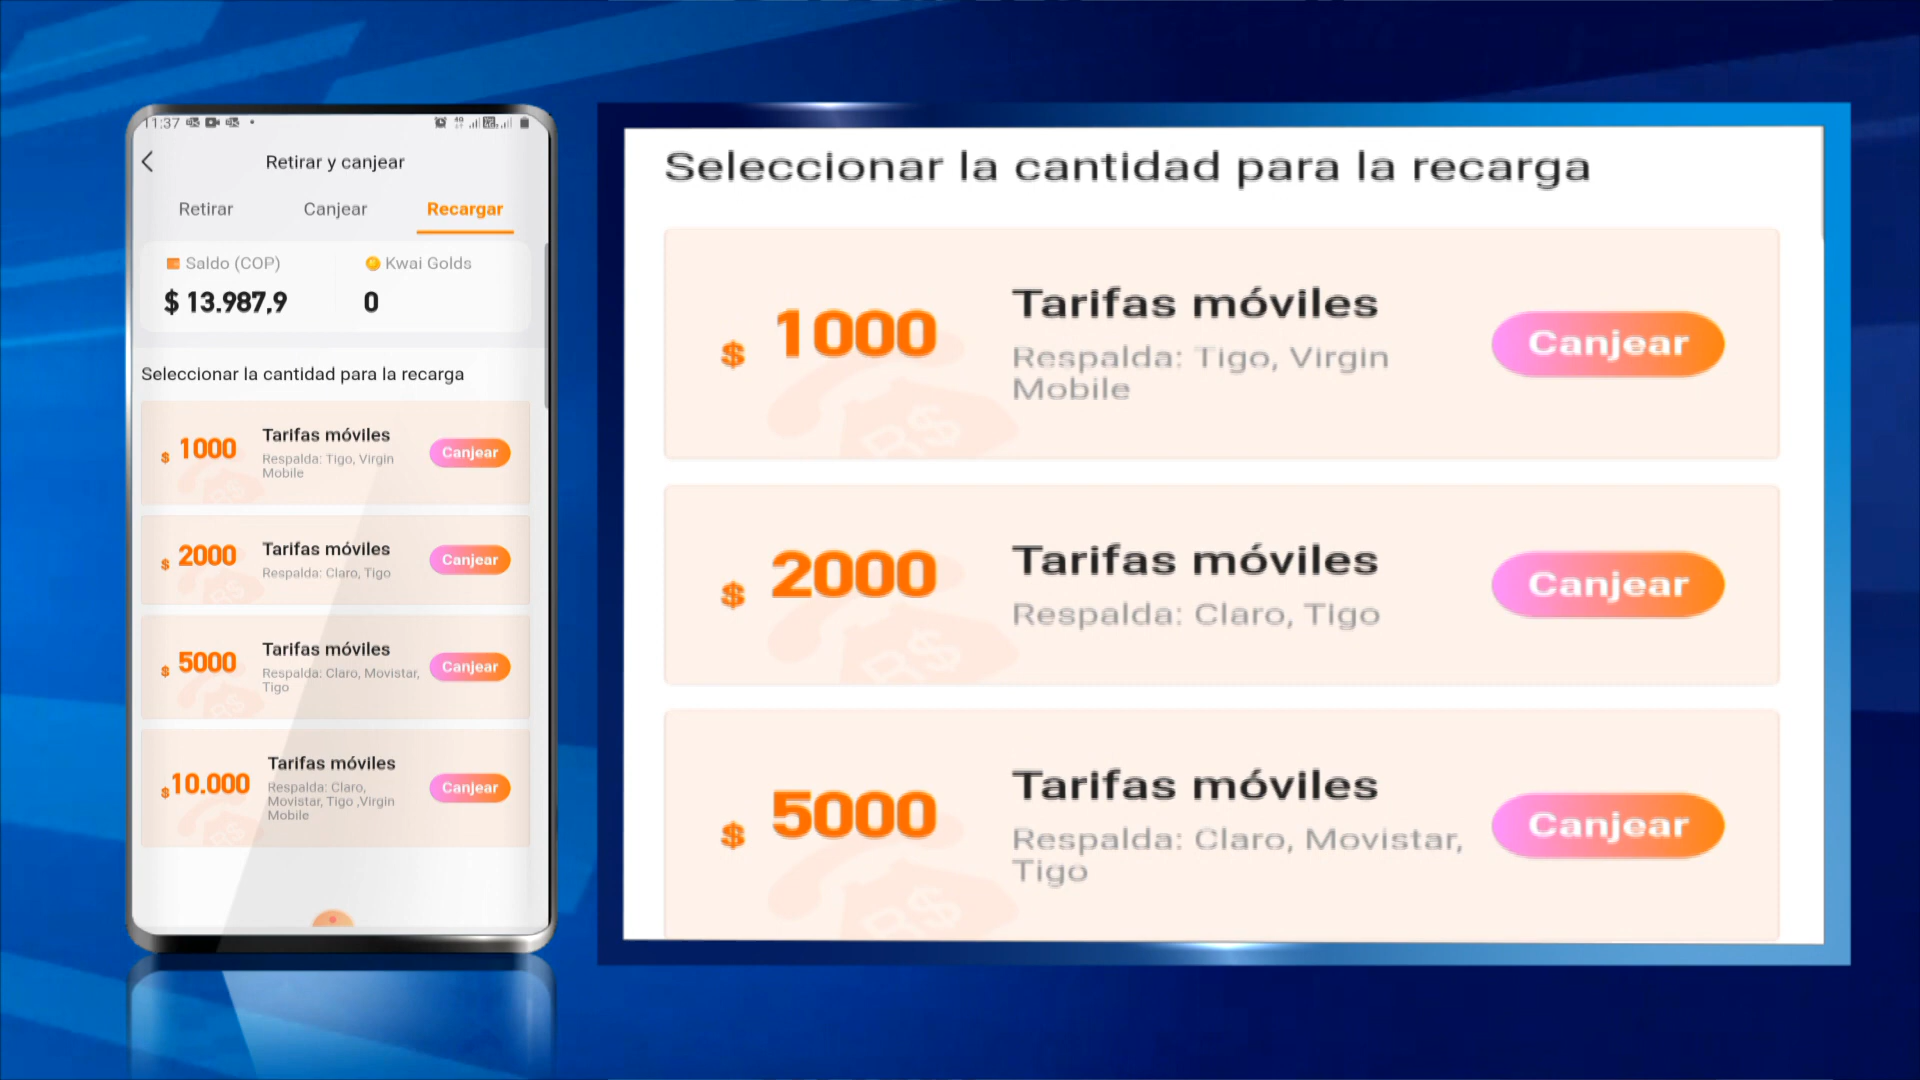 11:37
Retirar y canjear
Retirar Canjear Recargar
Saldo (COP) Kwai Golds
$ 13.987,9 0
Seleccionar la cantidad para la recarga
$ 1000 Tarifas móviles Canjear
Respalda: Tigo, Virgin
Mobile
$ 2000 Tarifas móviles Canjear
Respalda: Claro, Tigo
$ 5000 Tarifas móviles Canjear
Respalda: Claro, Movistar,
Tigo
$ 10.000 Tarifas móviles Canjear
Respalda: Claro,
Movistar, Tigo ,Virgin
Mobile
Seleccionar la cantidad para la recarga
$ 1000 Tarifas móviles Canjear
Respalda: Tigo, Virgin
Mobile
R$
$ 2000 Tarifas móviles Canjear
Respalda: Claro, Tigo
R$
$ 5000 Tarifas móviles Canjear
Respalda: Claro, Movistar,
Tigo
R$